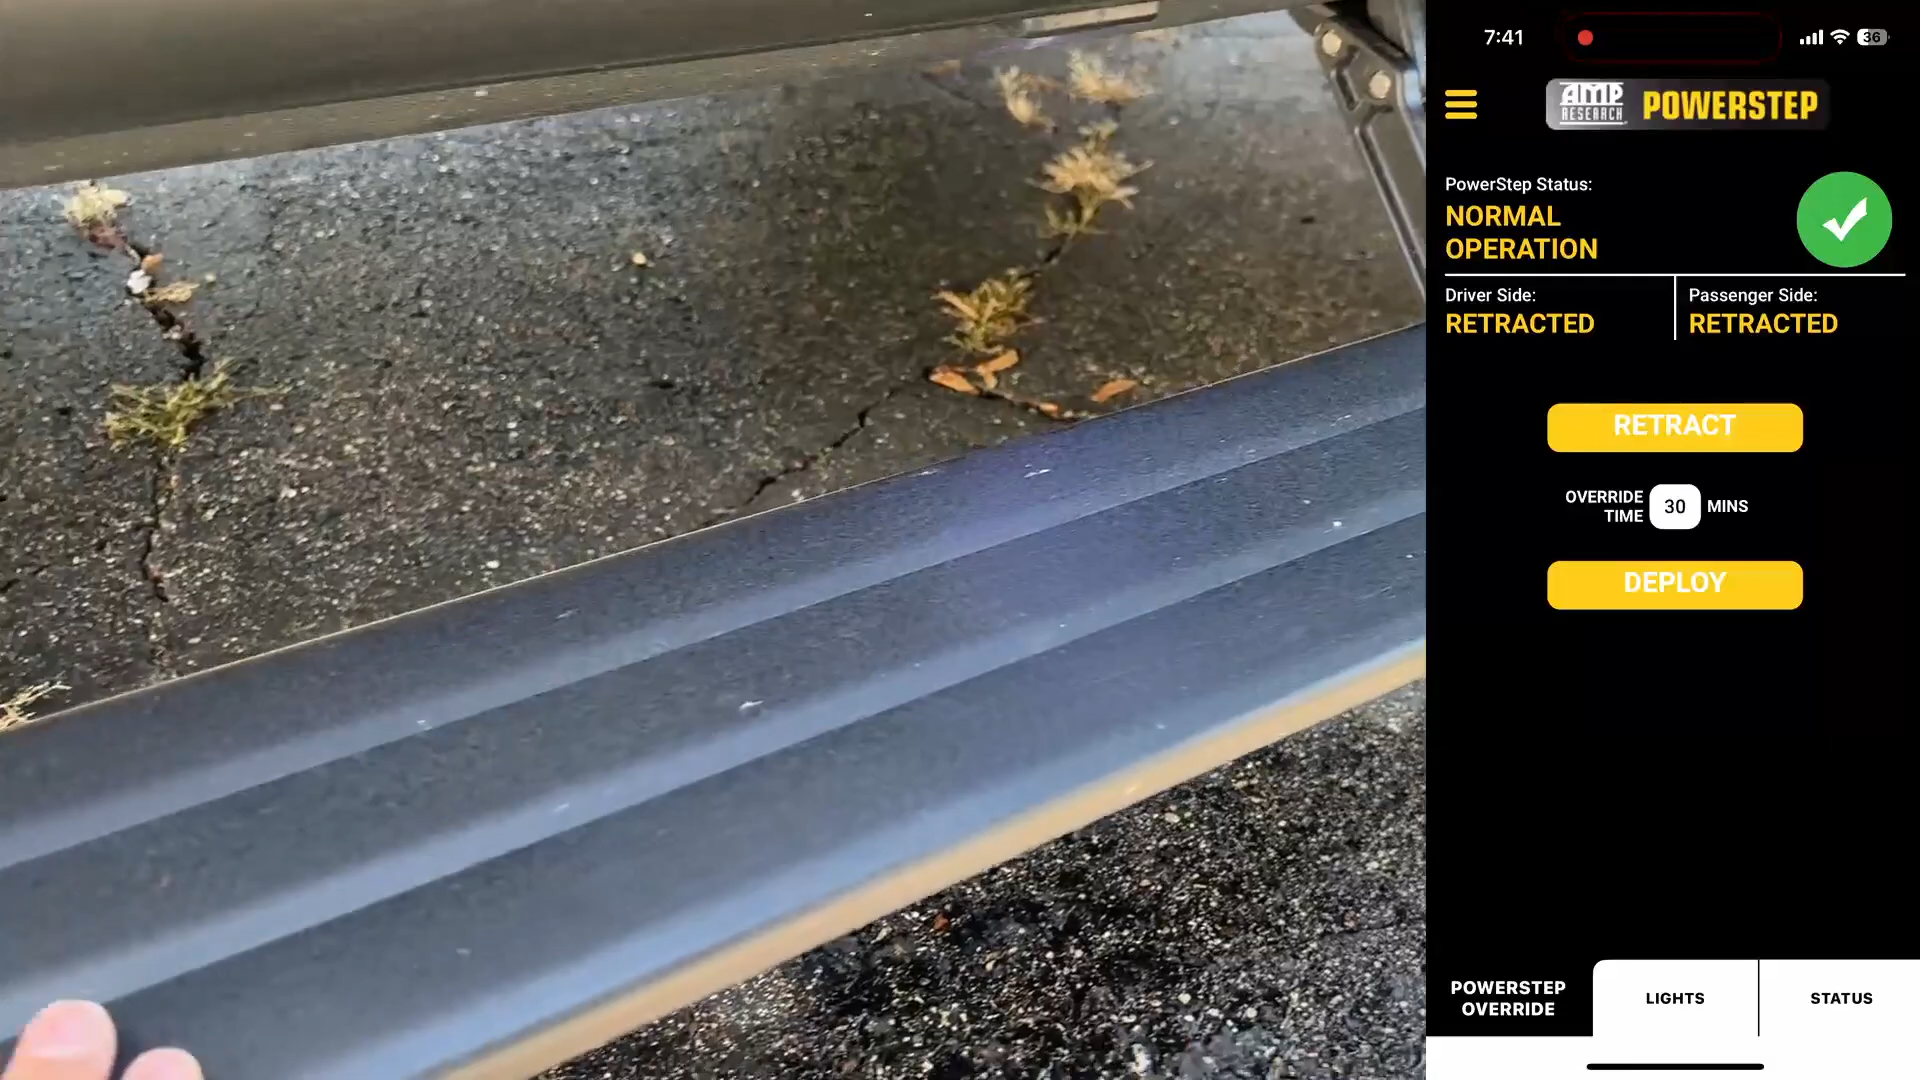 7:41
36
AMP
RESEARCH
POWERSTEP
PowerStep Status:
NORMAL
OPERATION
Driver Side:
RETRACTED
Passenger Side:
RETRACTED
RETRACT
OVERRIDE
TIME
30
MINS
DEPLOY
POWERSTEP
OVERRIDE
LIGHTS
STATUS